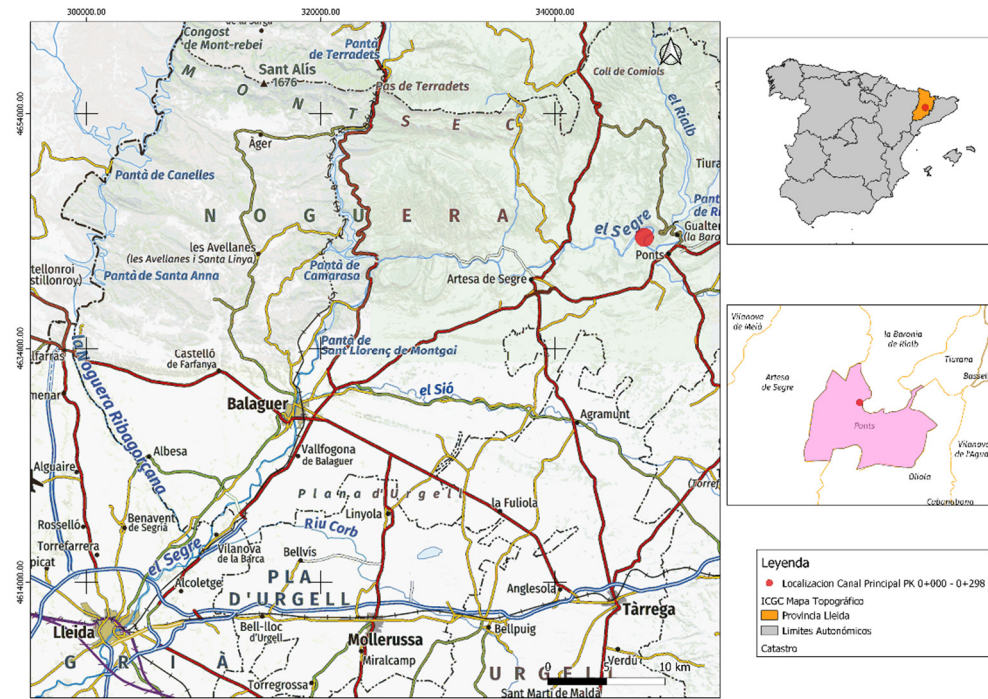 300000.00
320000.00
340000.00
4654000.00
4634000.00
4614000.00
Congost
de Mont-rebei
Pantà
de Terradets
Sant Alís
1676
Pas de Terradets
Coll de Comiols
el Rialb
M O N T S E C
Àger
Pantà de Canelles
N O G U E R A
el Segre
Gualter
Ponts
les Avellanes
(les Avellanes i Santa Linya)
Pantà de Santa Anna
Pantà de
Camarasa
Artesa de Segre
Pantà de
Sant Llorenç de Montgai
la Noguera Ribagorçana
Castelló
de Farfanya
el Sió
Balaguer
Agramunt
Albesa
Vallfogona
de Balaguer
Alguaire
Plana d'Urgell
Linyola
la Fuliola
Rosselló
Benavent
de Segrià
Riu Corb
Torrefarrera
Vilanova
de la Barca
Bellvís
el Segre
Alcoletge
PLA
D'URGELL
Anglesola
Tàrrega
Lleida
Bell-lloc
d'Urgell
Mollerussa
Bellpuig
Miralcamp
Verdú
G R I À
Torregrossa
U R G E L L
Sant Martí de Maldà
0 5 10 km
Vilanova
de Meià
la Baronia
de Rialb
Tiurana
Artesa
de Segre
Ponts
Oliola
Cabanabona
Leyenda
Localizacion Canal Principal PK 0+000 - 0+298
ICGC Mapa Topográfico
Provincia Lleida
Limites Autonómicos
Catastro